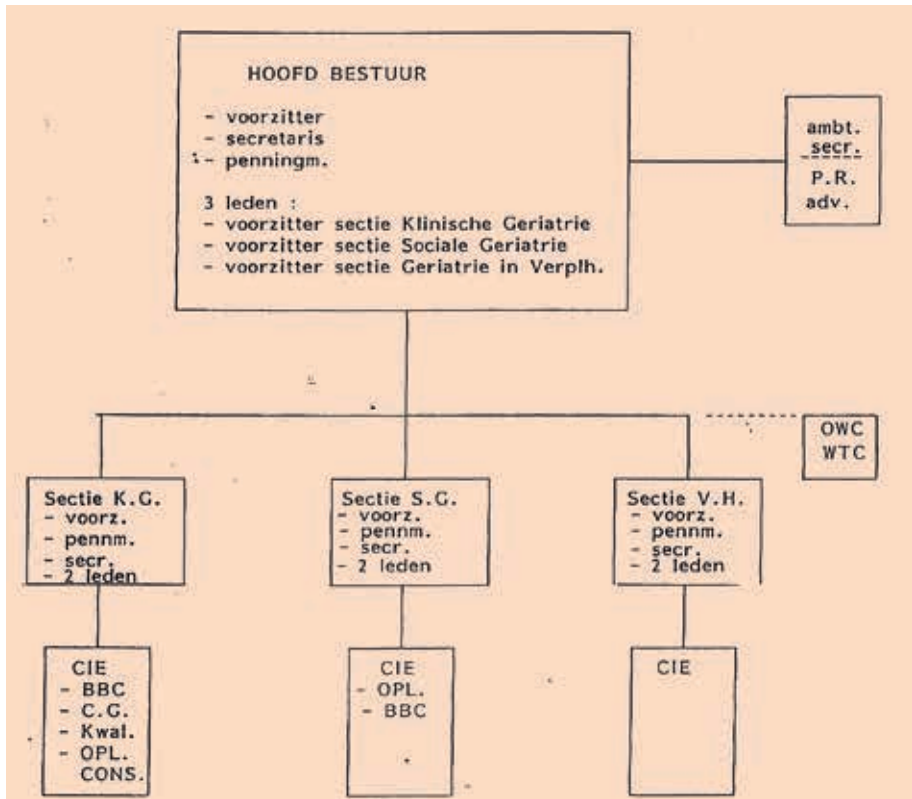 HOOFD BESTUUR
- voorzitter
- secretaris
- penningm.
3 leden :
- voorzitter sectie Klinische Geriatrie
- voorzitter sectie Sociale Geriatrie
- voorzitter sectie Geriatrie in Verplh.
ambt.
secr.
P.R.
adv.
OWC
WTC
Sectie K.G.
- voorz.
- pennm.
- secr.
- 2 leden
Sectie S.G.
- voorz.
- pennm.
- secr.
- 2 leden
Sectie V.H.
- voorz.
- pennm.
- secr.
- 2 leden
CIE
- BBC
- C.G.
- Kwal.
- OPL.
CONS.
CIE
- OPL.
- BBC
CIE